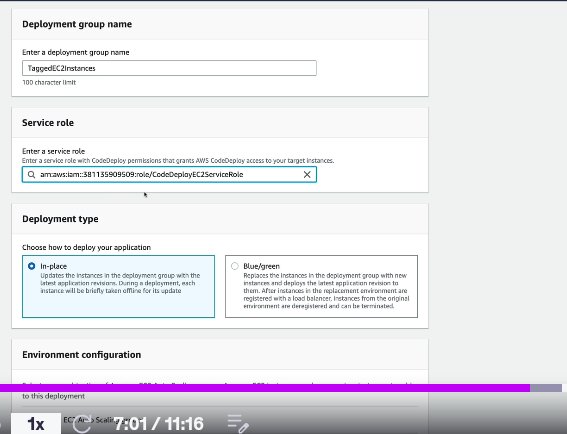 Deployment group name
Enter a deployment group name
TaggedEC2Instances
100 character limit
Service role
Enter a service role
Enter a service role with CodeDeploy permissions that grants AWS CodeDeploy access to your target instances.
arn:aws:iam::381135909509:role/CodeDeployEC2ServiceRole
Deployment type
Choose how to deploy your application
In-place
Updates the instances in the deployment group with the
latest application revisions. During a deployment, each
instance will be briefly taken offline for its update
Blue/green
Replaces the instances in the deployment group with new
instances and deploys the latest application revision to
them. After instances in the replacement environment are
registered with a load balancer, instances from the original
environment are deregistered and can be terminated.
Environment configuration
to this deployment
1x
7:01 / 11:16